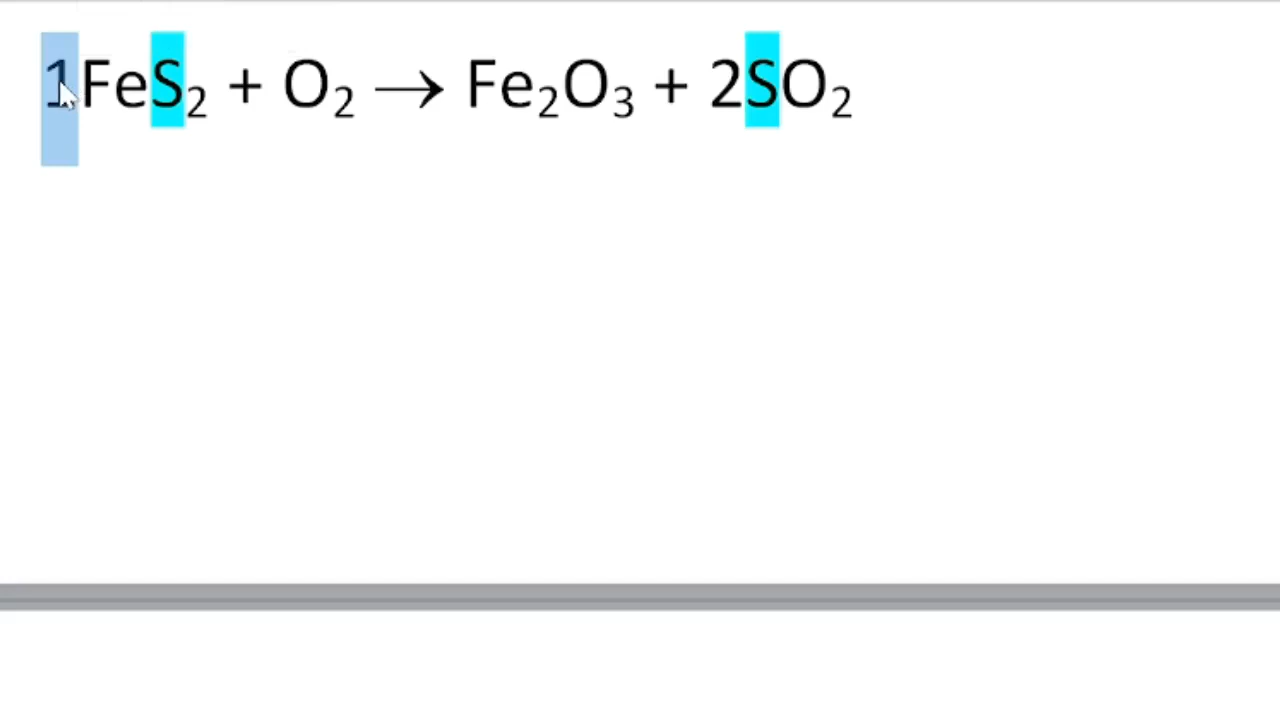 1FeS₂ + O₂ → Fe₂O₃ + 2SO₂